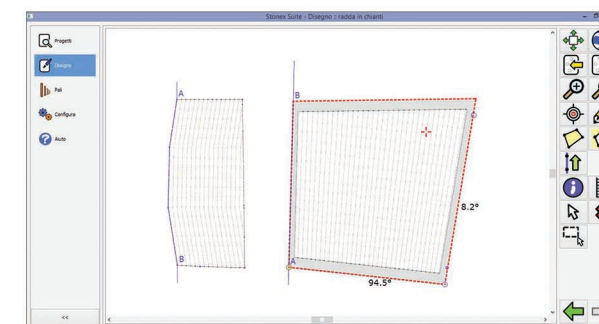 Stonex Suite - Disegno :: radda in chianti
Progetti
Disegno
Pali
Configura
Aiuto
<<
A
B
B
A
8.2°
94.5°